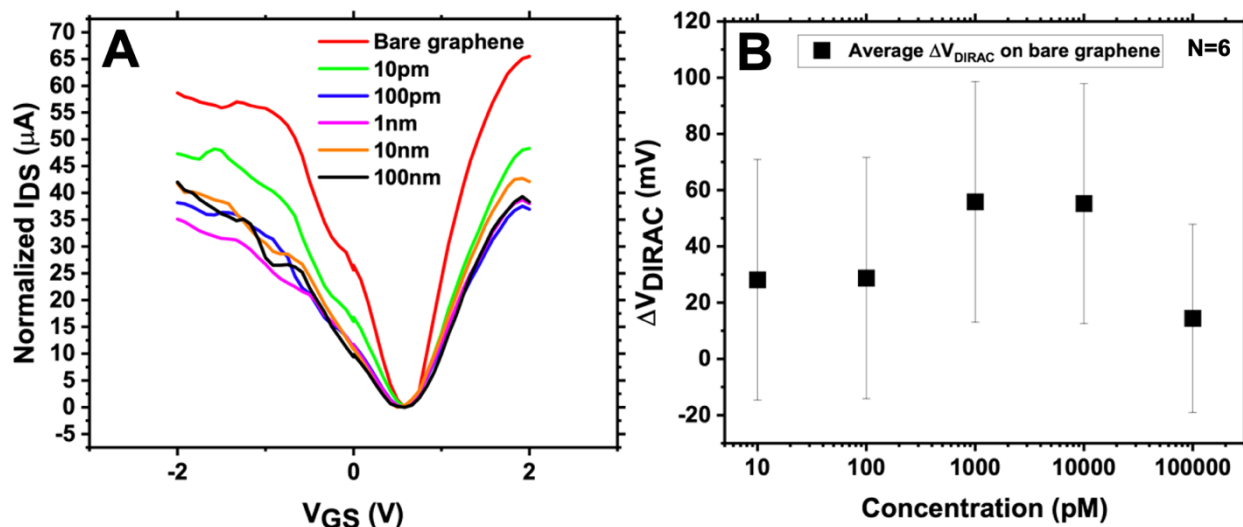 A
Bare graphene
10pm
100pm
1nm
10nm
100nm
70
65
60
55
50
45
40
35
30
25
20
15
10
5
0
-5
Normalized IDS (μA)
-2
0
2
VGS (V)
B
Average ΔVDIRAC on bare graphene
N=6
120
100
80
60
40
20
0
-20
ΔVDIRAC (mV)
10
100
1000
10000
100000
Concentration (pM)